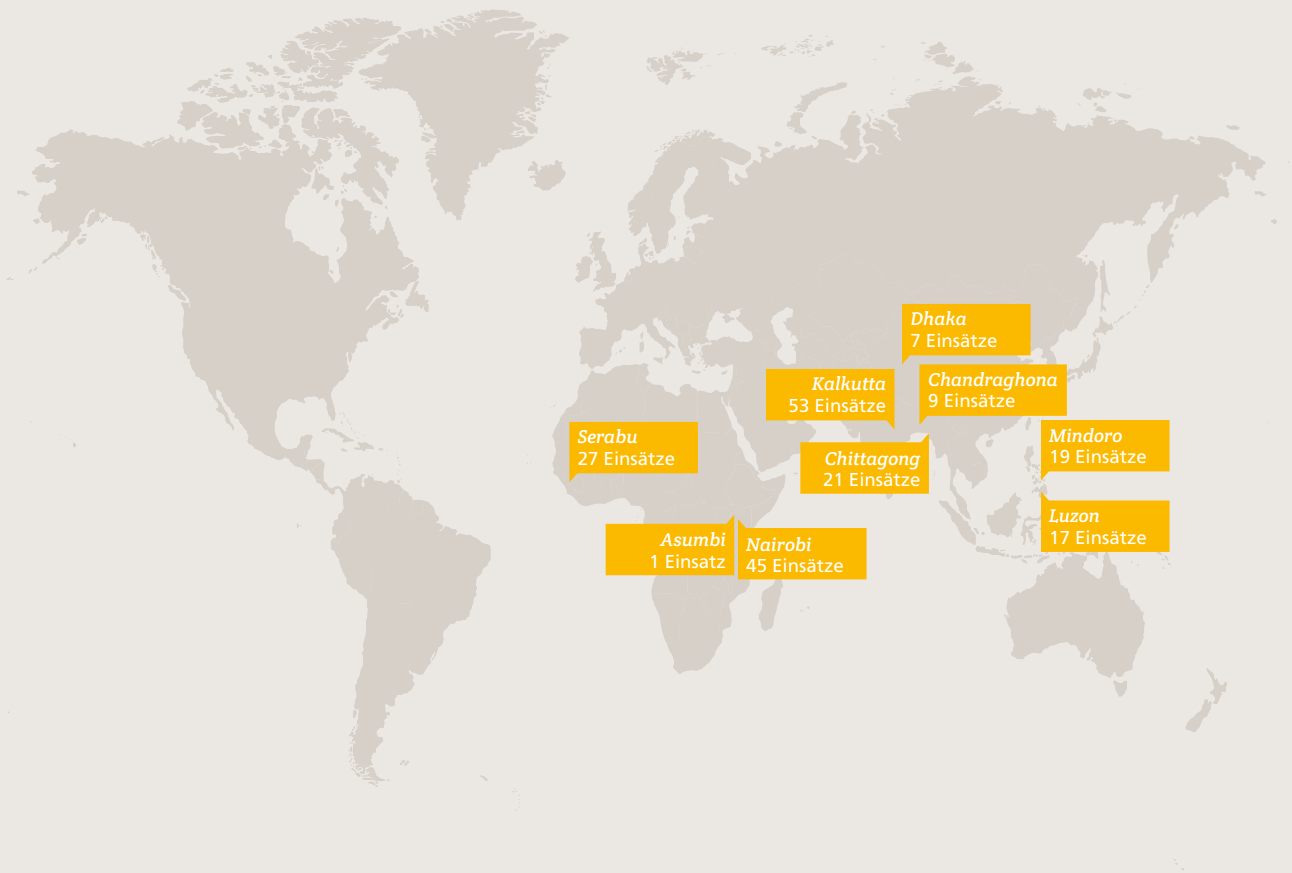 Dhaka
7 Einsätze
Kalkutta
53 Einsätze
Chandraghona
9 Einsätze
Serabu
27 Einsätze
Chittagong
21 Einsätze
Mindoro
19 Einsätze
Luzon
17 Einsätze
Asumbi
1 Einsatz
Nairobi
45 Einsätze